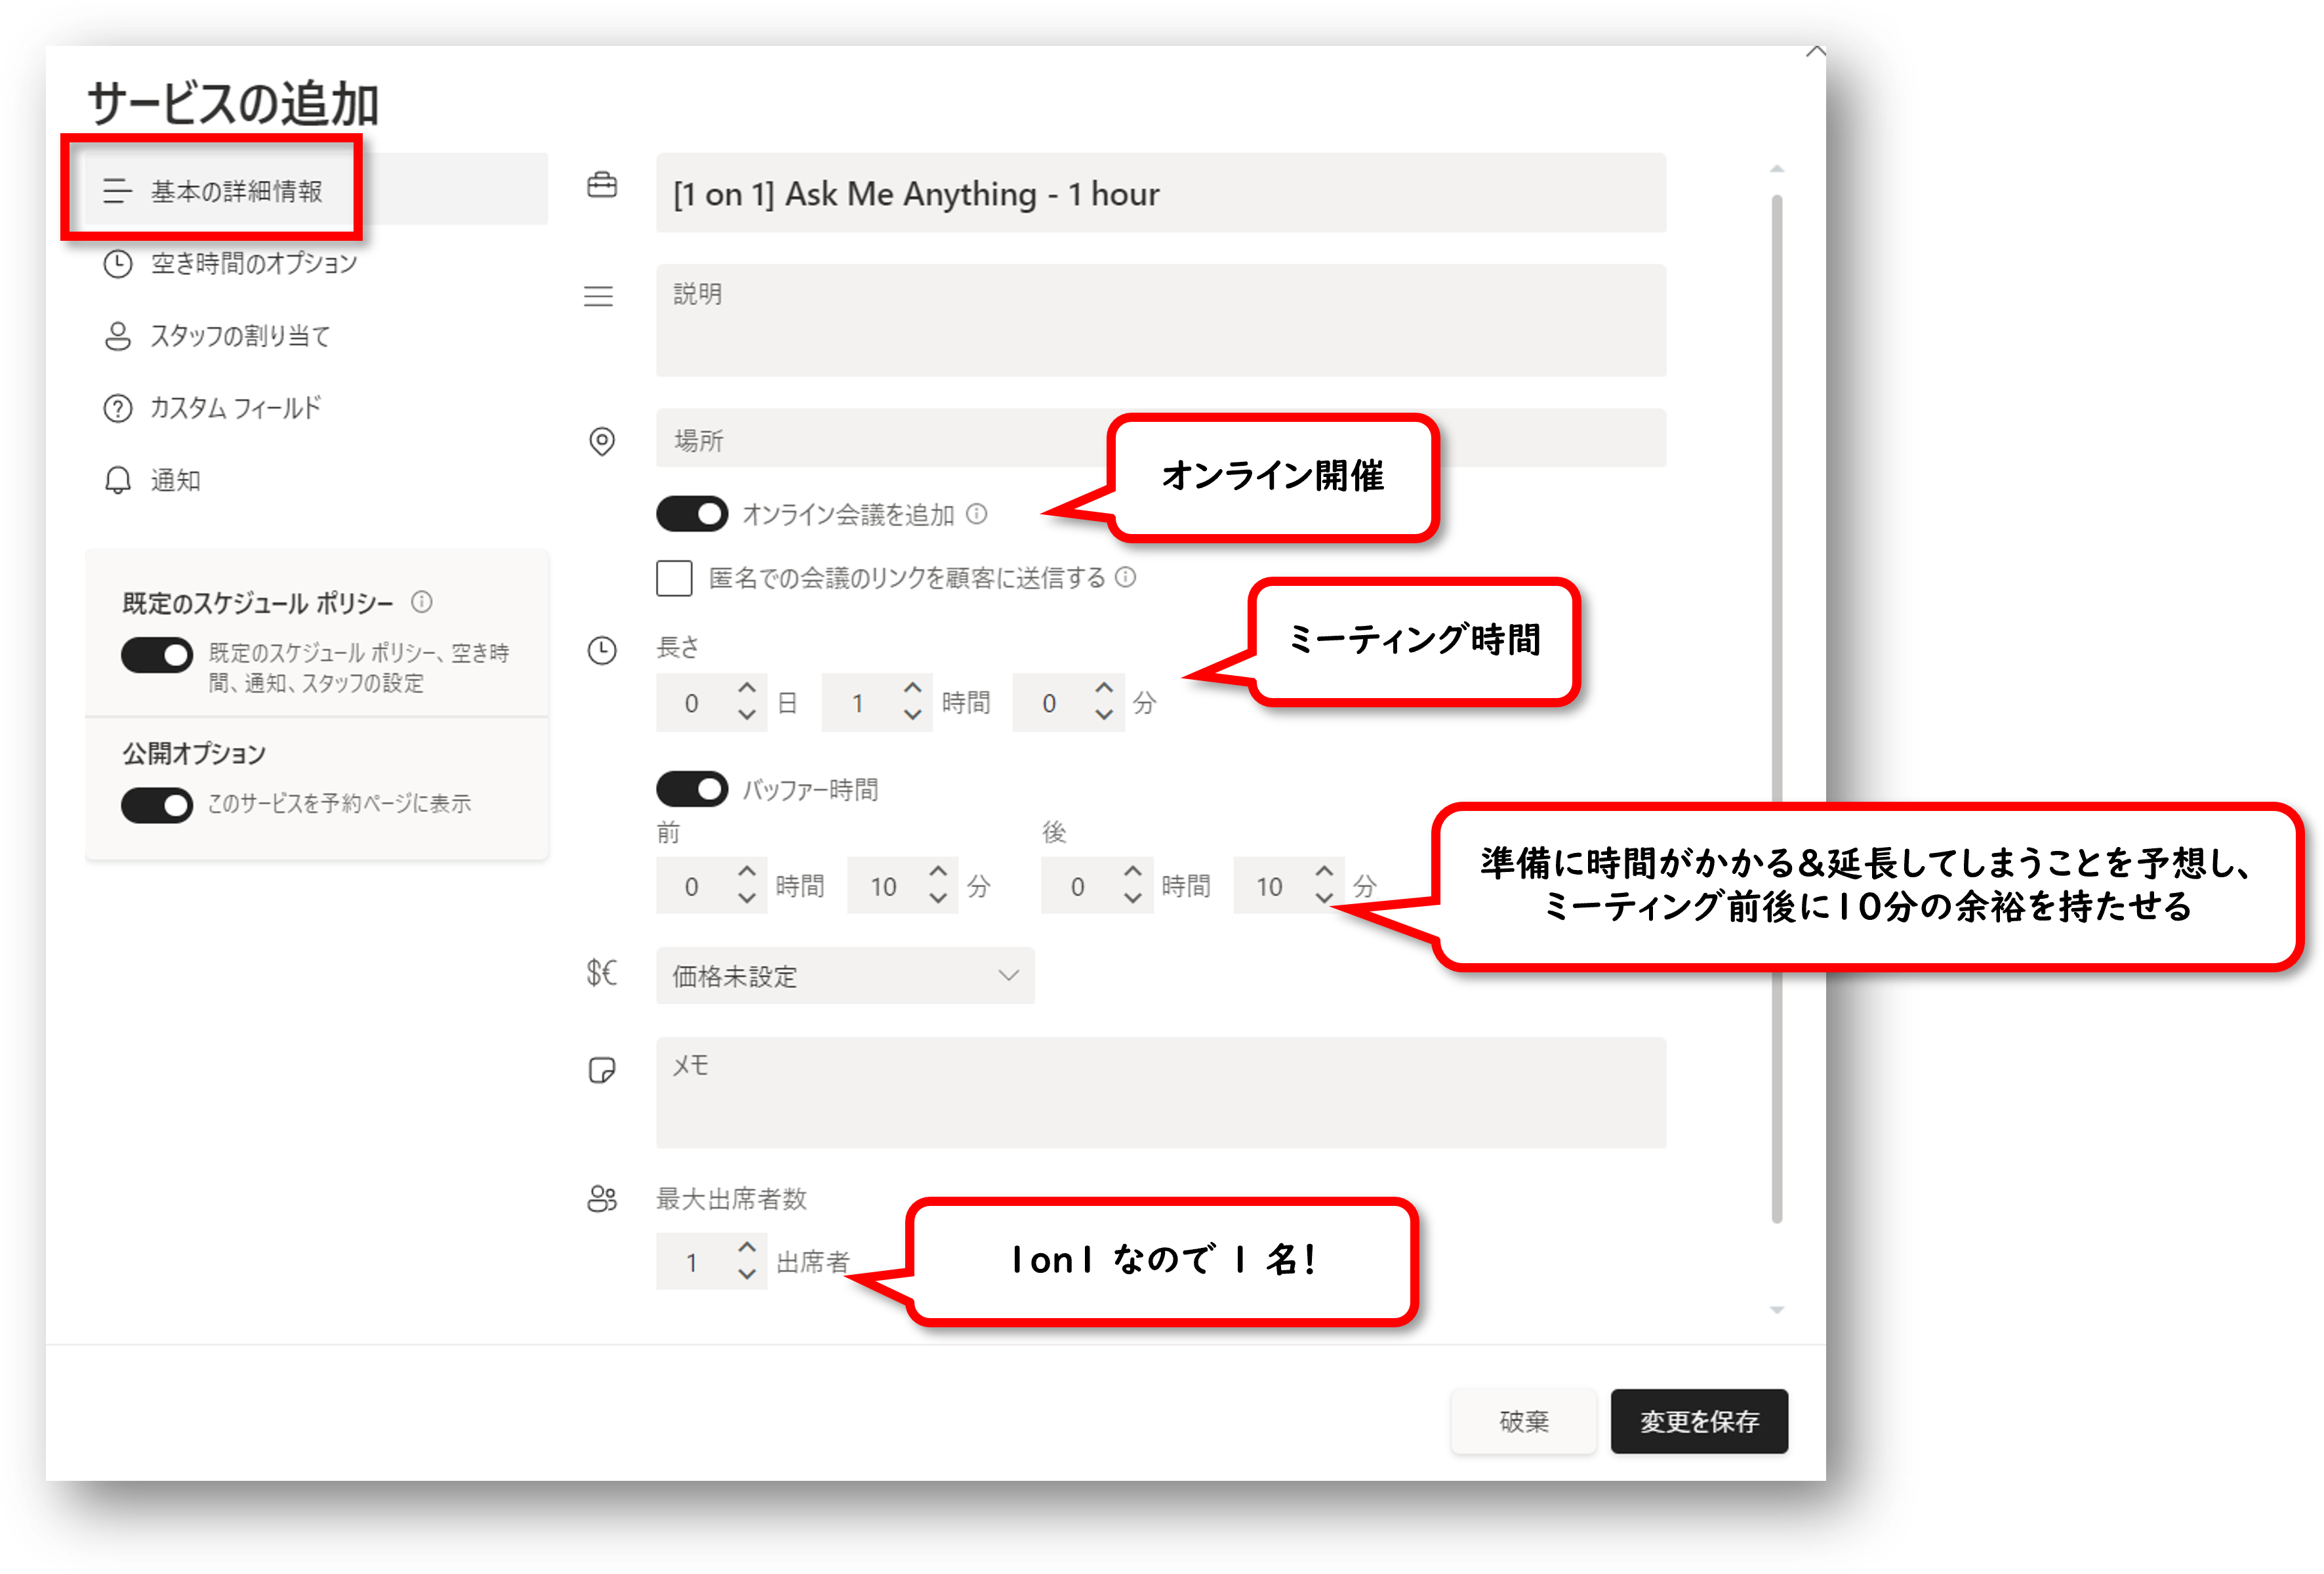 サービスの追加
基本の詳細情報
空き時間のオプション
スタッフの割り当て
カスタム フィールド
通知
既定のスケジュール ポリシー
既定のスケジュール ポリシー、空き時
間、通知、スタッフの設定
公開オプション
このサービスを予約ページに表示
[1 on 1] Ask Me Anything - 1 hour
説明
場所
オンライン開催
オンライン会議を追加
匿名での会議のリンクを顧客に送信する
ミーティング時間
長さ
0 日 1 時間 0 分
バッファー時間
前 後
0 時間 10 分 0 時間 10 分
準備に時間がかかる&延長してしまうことを予想し、
ミーティング前後に10分の余裕を持たせる
$€ 価格未設定
メモ
最大出席者数
1 出席者
1on1 なので 1 名!
破棄 変更を保存